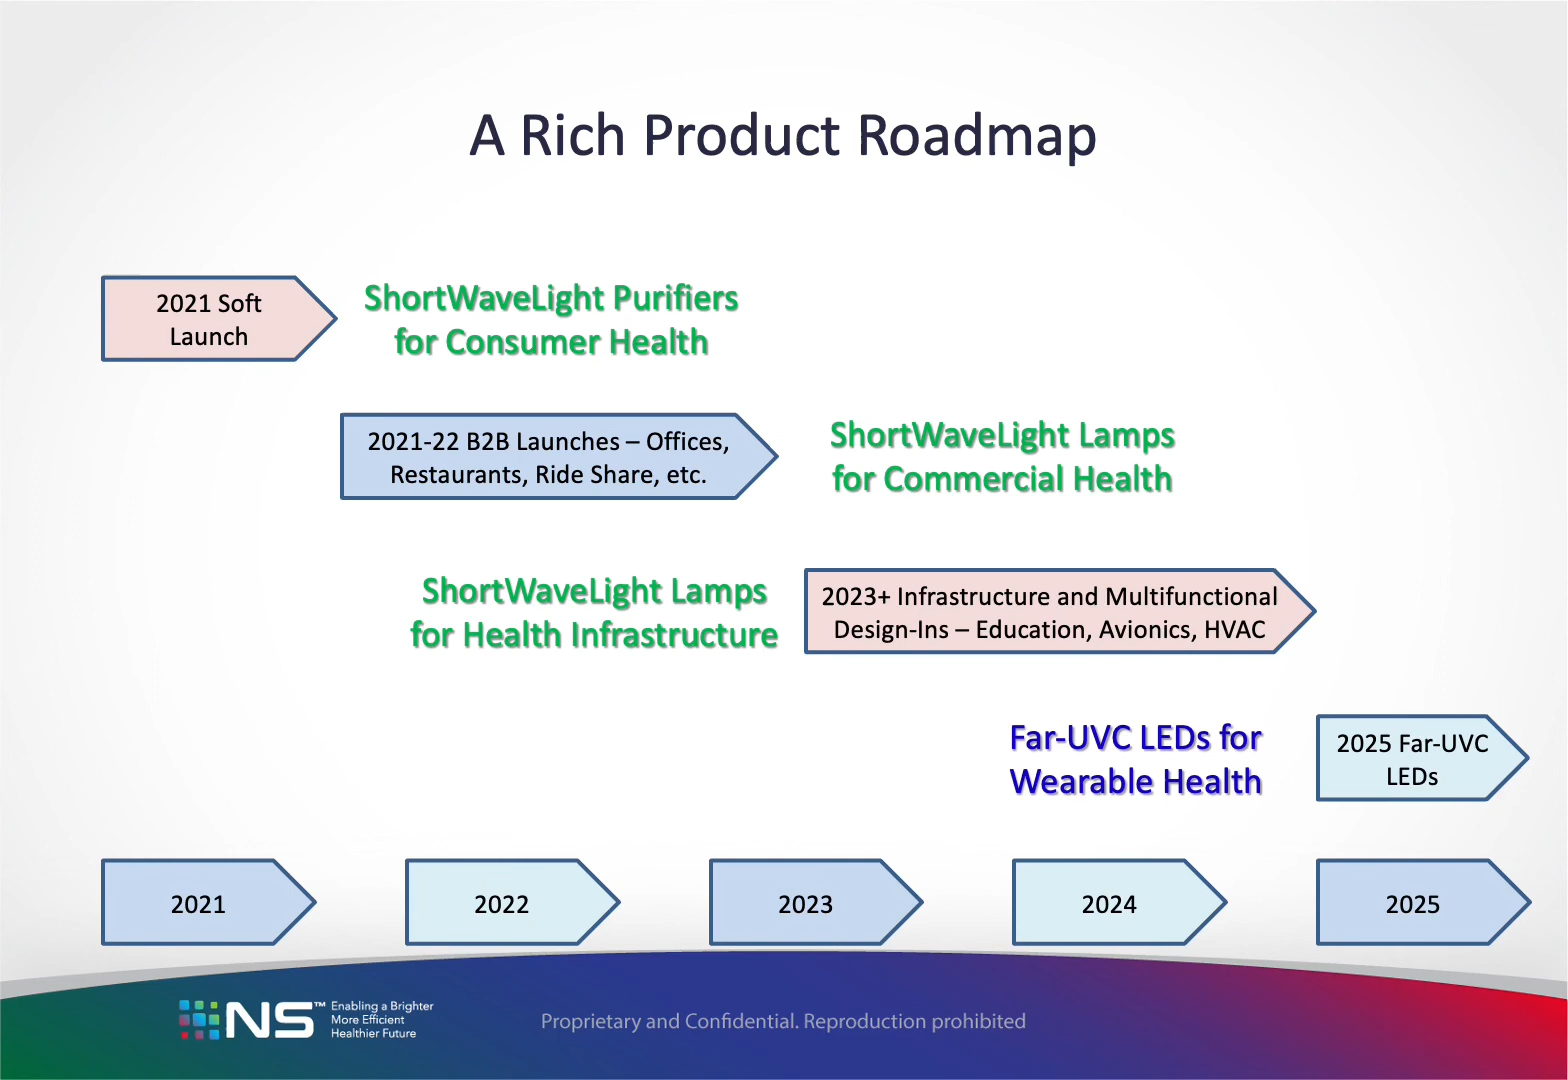 A Rich Product Roadmap
2021 Soft
Launch
ShortWaveLight Purifiers
for Consumer Health
2021-22 B2B Launches – Offices,
Restaurants, Ride Share, etc.
ShortWaveLight Lamps
for Commercial Health
ShortWaveLight Lamps
for Health Infrastructure
2023+ Infrastructure and Multifunctional
Design-Ins – Education, Avionics, HVAC
Far-UVC LEDs for
Wearable Health
2025 Far-UVC
LEDs
2021
2022
2023
2024
2025
NS™
Enabling a Brighter
More Efficient
Healthier Future
Proprietary and Confidential. Reproduction prohibited